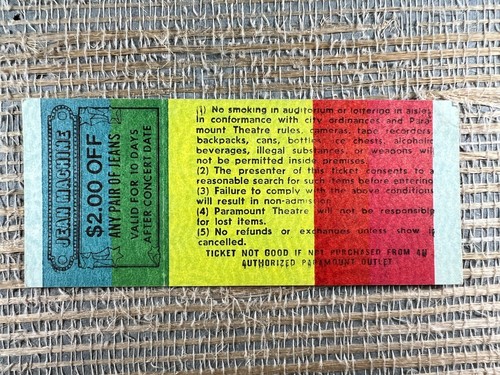 JEAN MACHINE
$2.00 OFF
ANY PAIR OF JEANS
VALID FOR 10 DAYS
AFTER CONCERT DATE
(1) No smoking in auditorium or loitering in aisles.
In conformance with city ordinances and Para-
mount Theatre rules, cameras, tape recorders,
backpacks, cans, bottles, ice chests, alcoholic
beverages, illegal substances, or weapons will
not be permitted inside premises.
(2) The presenter of this ticket consents to a
reasonable search for such items before entering.
(3) Failure to comply with the above conditions
will result in non-admission.
(4) Paramount Theatre will not be responsible
for lost items.
(5) No refunds or exchanges unless show is
cancelled.
TICKET NOT GOOD IF NOT PURCHASED FROM AN
AUTHORIZED PARAMOUNT OUTLET